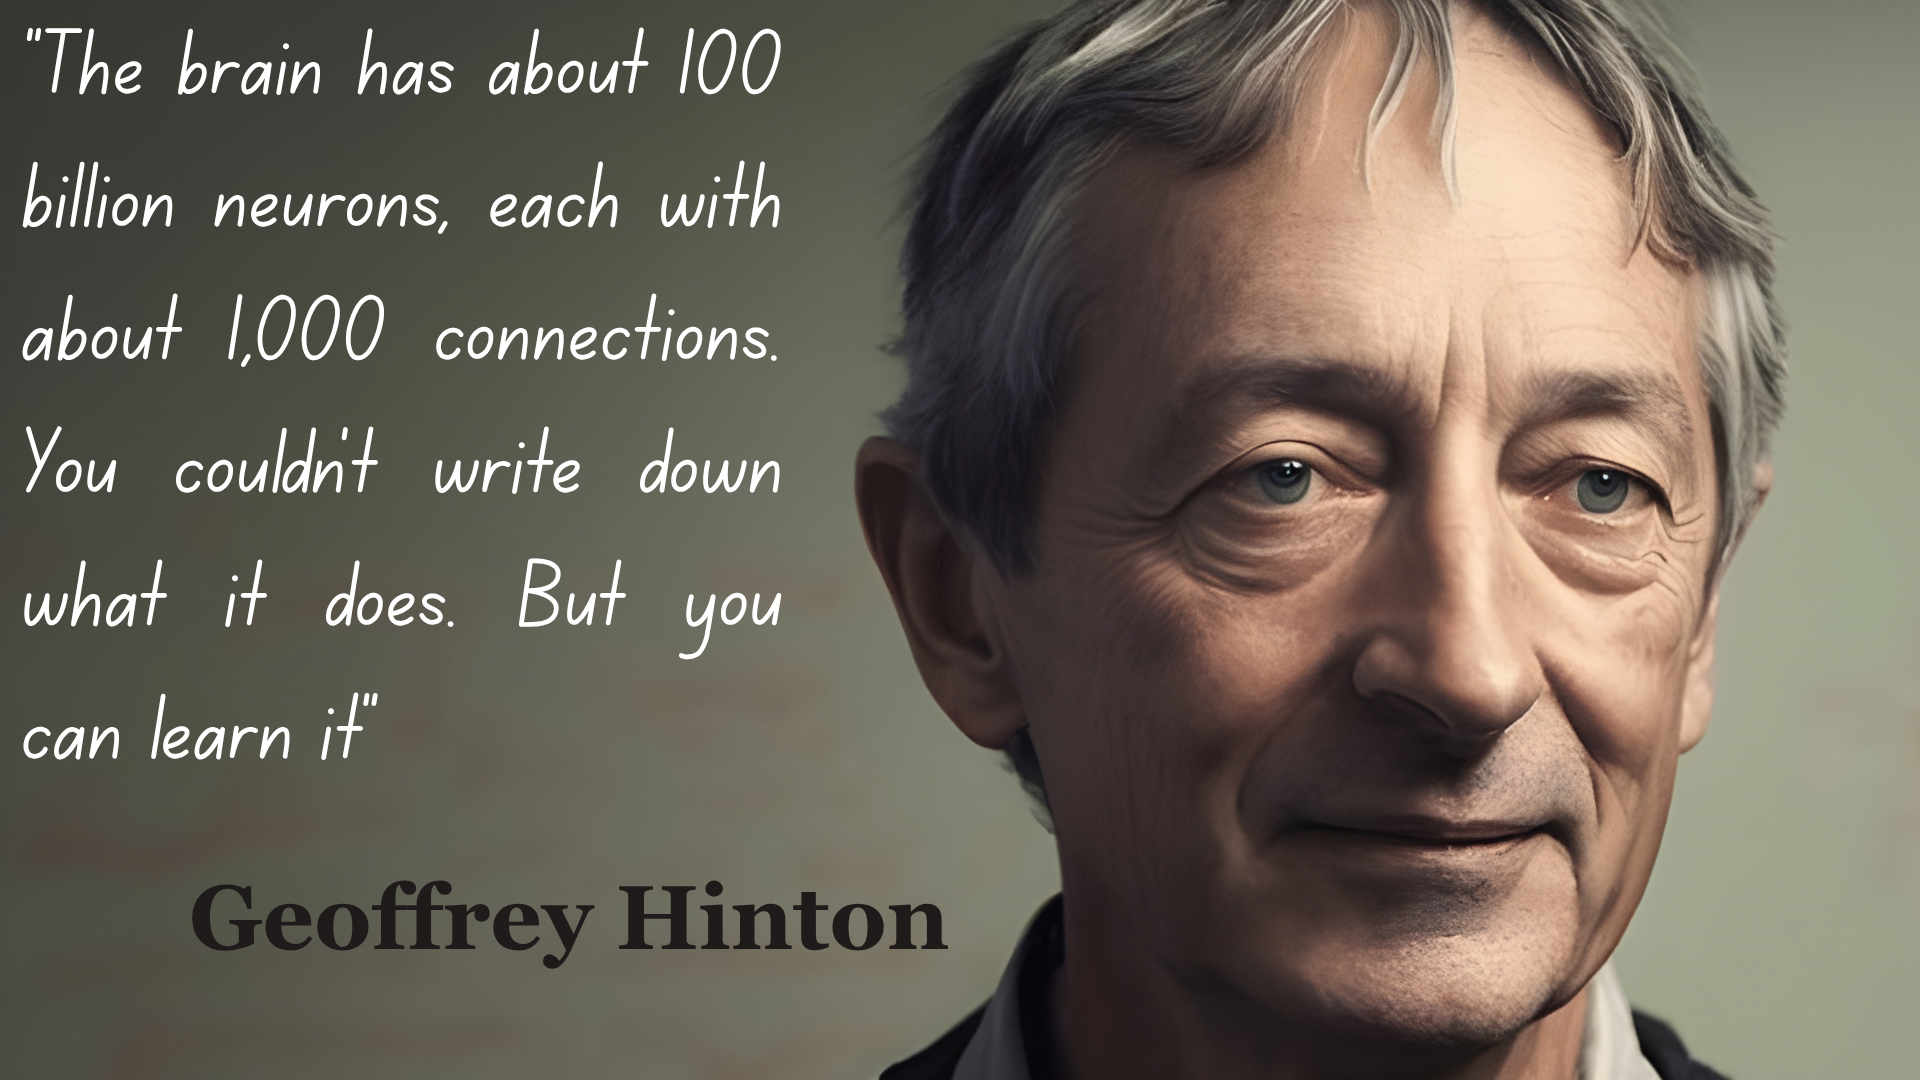 "The brain has about 100
billion neurons, each with
about 1,000 connections.
You couldn't write down
what it does. But you
can learn it"
Geoffrey Hinton